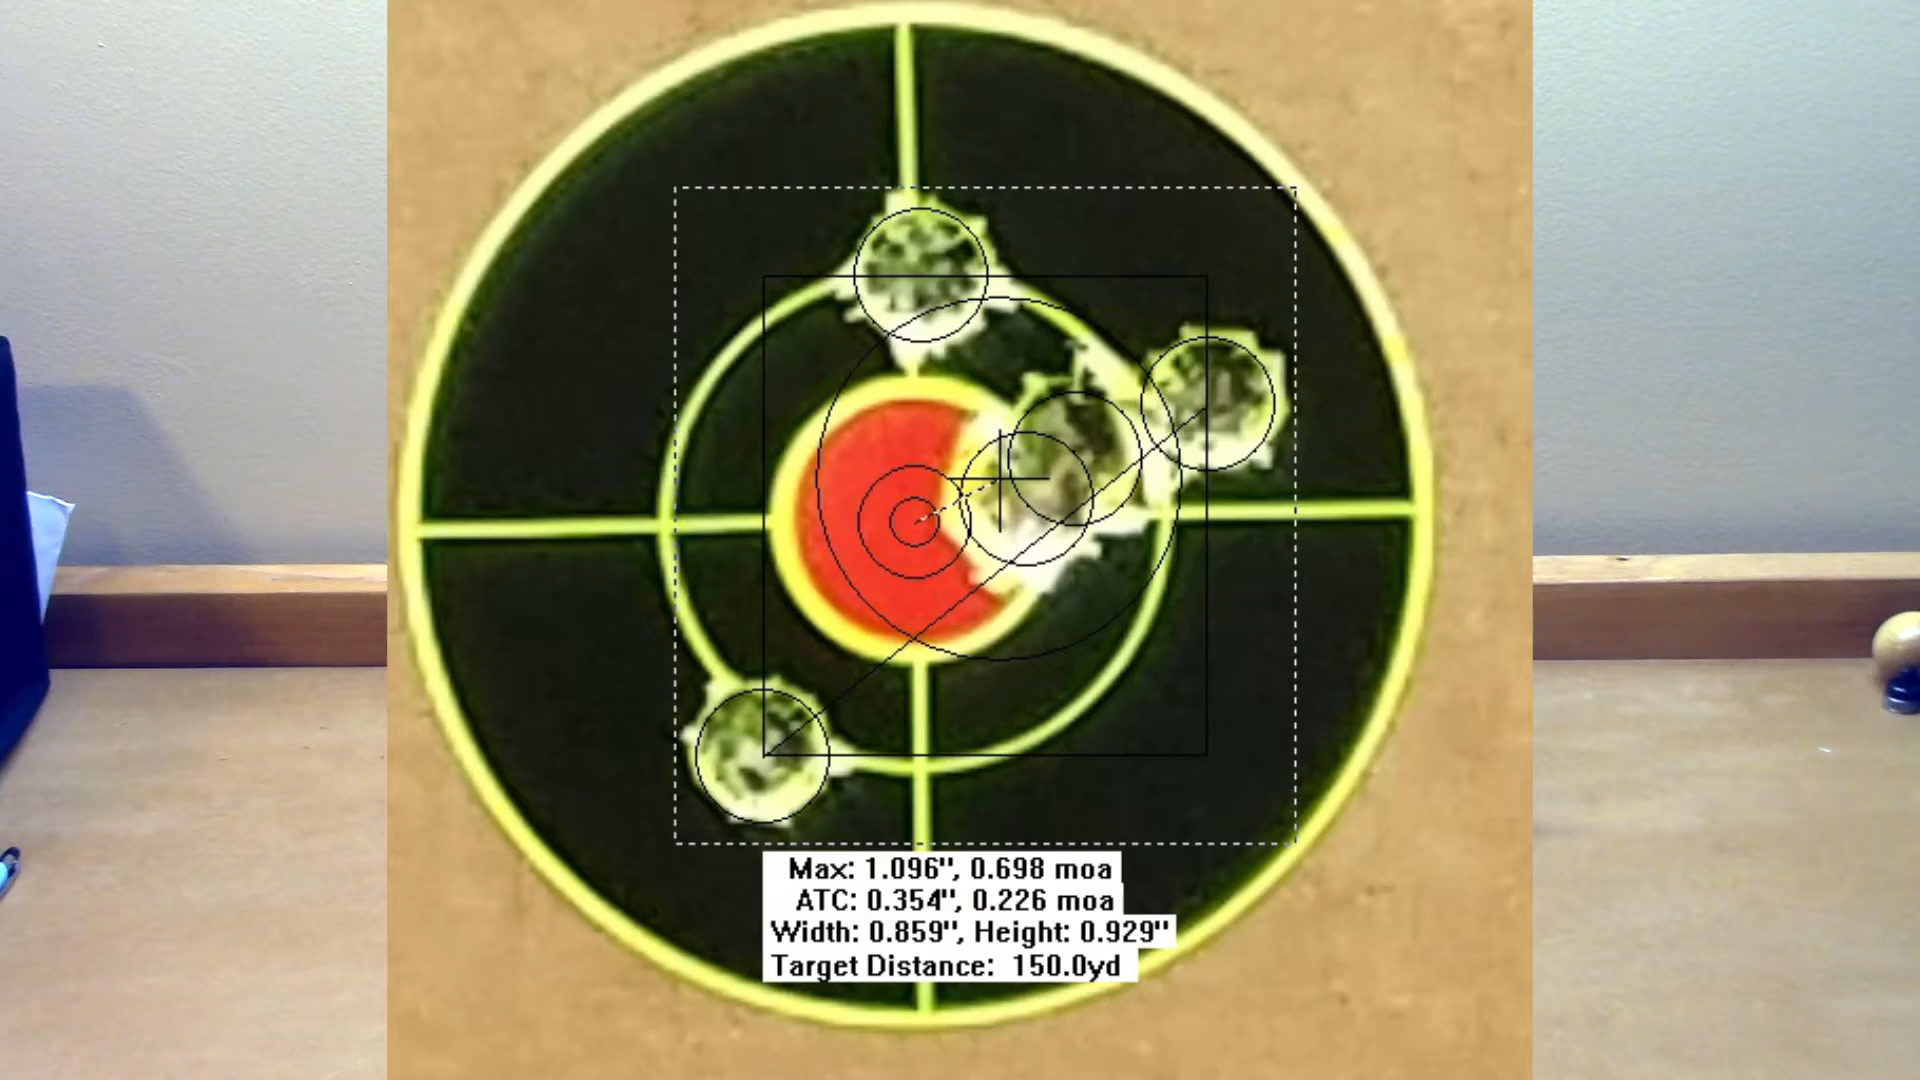 Max: 1.096", 0.698 moa
ATC: 0.354", 0.226 moa
Width: 0.859", Height: 0.929"
Target Distance: 150.0yd